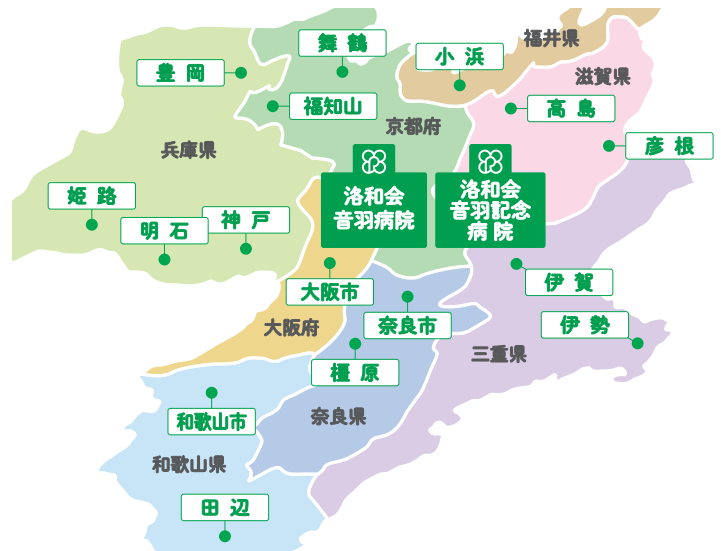 福井県
舞鶴
小浜
豊岡
滋賀県
福知山
高島
京都府
彦根
兵庫県
洛和会
音羽病院
洛和会
音羽記念
病院
姫路
神戸
明石
伊賀
大阪市
奈良市
伊勢
大阪府
三重県
橿原
奈良県
和歌山市
和歌山県
田辺